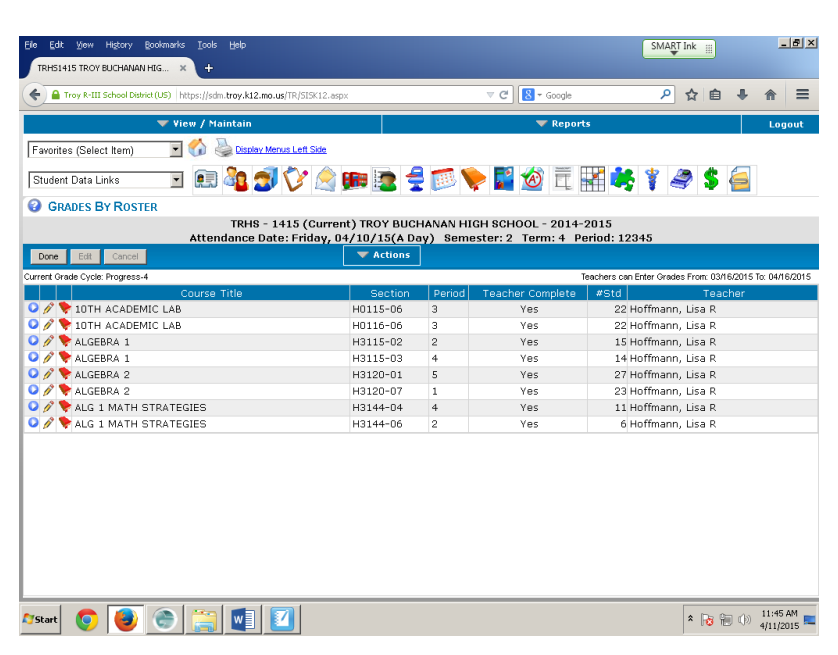 File Edit View History Bookmarks Tools Help
SMART Ink
TRHS1415 TROY BUCHANAN HIG... × +
Troy R-III School District (US) https://sdm.troy.k12.mo.us/TR/SISK12.aspx
8 Google
View / Maintain Reports Logout
Favorites (Select Item) Display Menus Left Side
Student Data Links
GRADES BY ROSTER
TRHS - 1415 (Current) TROY BUCHANAN HIGH SCHOOL - 2014-2015
Attendance Date: Friday, 04/10/15(A Day) Semester: 2 Term: 4 Period: 12345
Done Edit Cancel Actions
Current Grade Cycle: Progress-4 Teachers can Enter Grades From: 03/16/2015 To: 04/16/2015
Course Title Section Period Teacher Complete #Std Teacher
10TH ACADEMIC LAB H0115-06 3 Yes 22 Hoffmann, Lisa R
10TH ACADEMIC LAB H0116-06 3 Yes 22 Hoffmann, Lisa R
ALGEBRA 1 H3115-02 2 Yes 15 Hoffmann, Lisa R
ALGEBRA 1 H3115-03 4 Yes 14 Hoffmann, Lisa R
ALGEBRA 2 H3120-01 5 Yes 27 Hoffmann, Lisa R
ALGEBRA 2 H3120-07 1 Yes 23 Hoffmann, Lisa R
ALG 1 MATH STRATEGIES H3144-04 4 Yes 11 Hoffmann, Lisa R
ALG 1 MATH STRATEGIES H3144-06 2 Yes 6 Hoffmann, Lisa R
Start 11:45 AM
4/11/2015